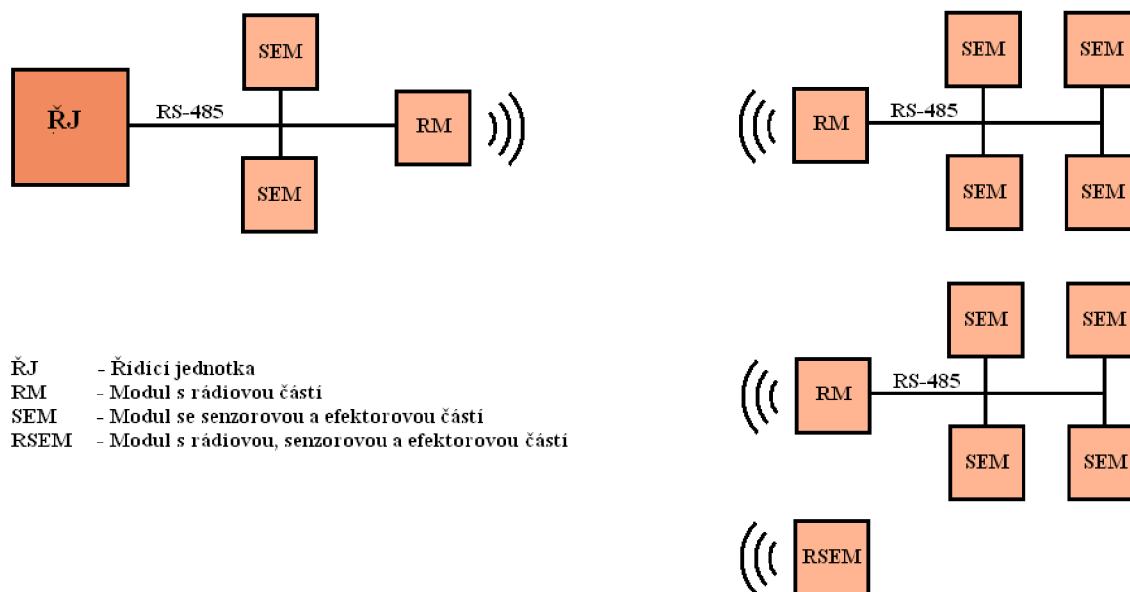 SEM
ŘJ
RS-485
RM
SEM
SEM
SEM
RM
RS-485
SEM
SEM
ŘJ - Řídící jednotka
RM - Modul s rádiovou částí
SEM - Modul se senzorovou a efektorovou částí
RSEM - Modul s rádiovou, senzorovou a efektorovou částí
SEM
SEM
RM
RS-485
SEM
SEM
RSEM